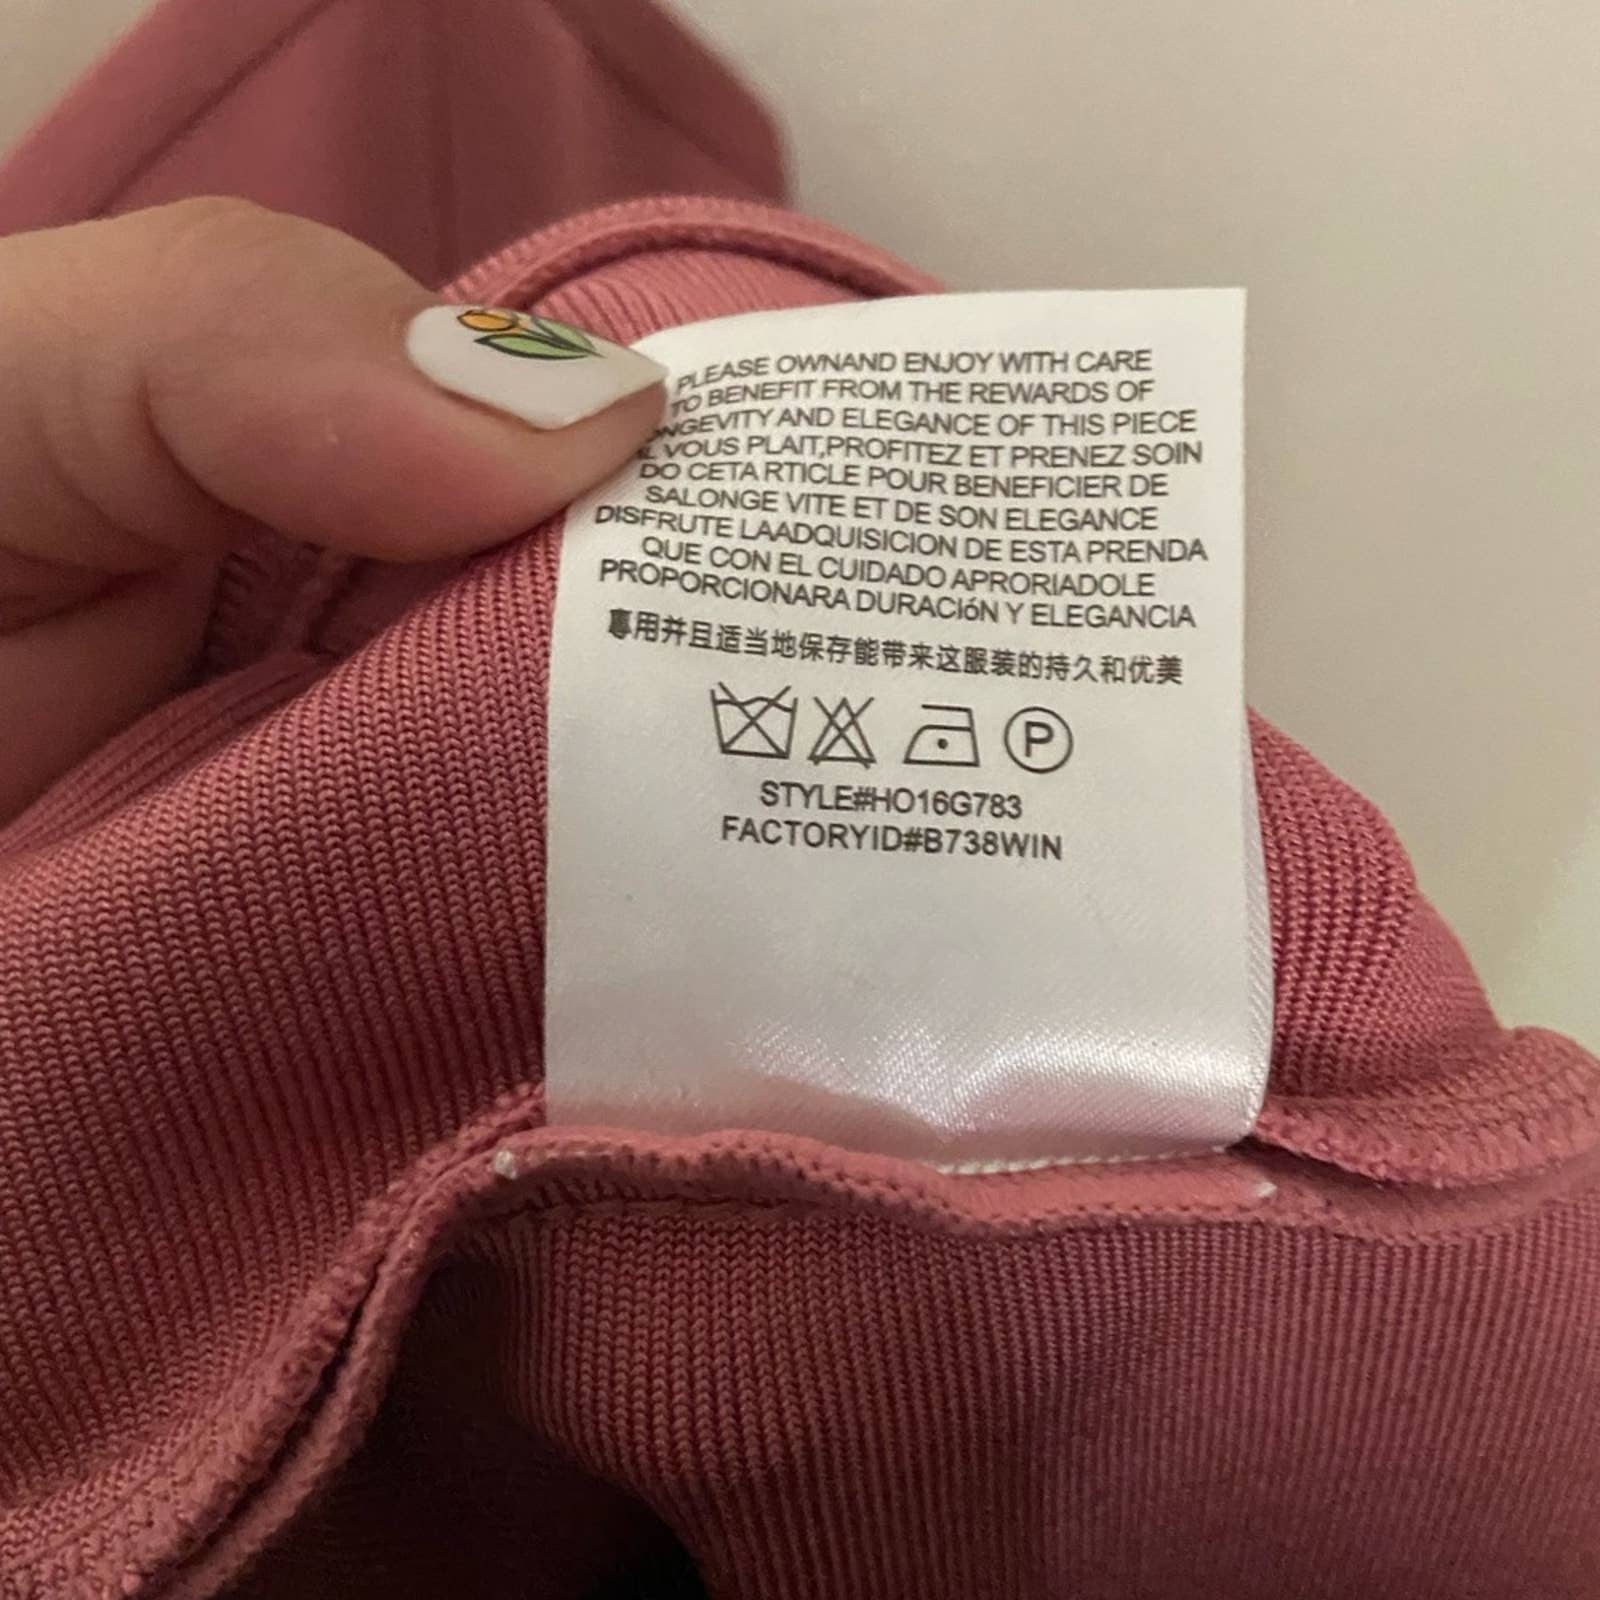 PLEASE OWNAND ENJOY WITH CARE
TO BENEFIT FROM THE REWARDS OF
NGEVITY AND ELEGANCE OF THIS PIECE
IL VOUS PLAIT,PROFITEZ ET PRENEZ SOIN
DO CETARTICLE POUR BENEFICIER DE
SALONGE VITE ET DE SON ELEGANCE
DISFRUTE LAADQUISICION DE ESTA PRENDA
QUE CON EL CUIDADO APRORIADOLE
PROPORCIONARA DURACIóN Y ELEGANCIA
專用并且适当地保存能带来这服装的持久和优美
P
STYLE#HO16G783
FACTORYID#B738WIN